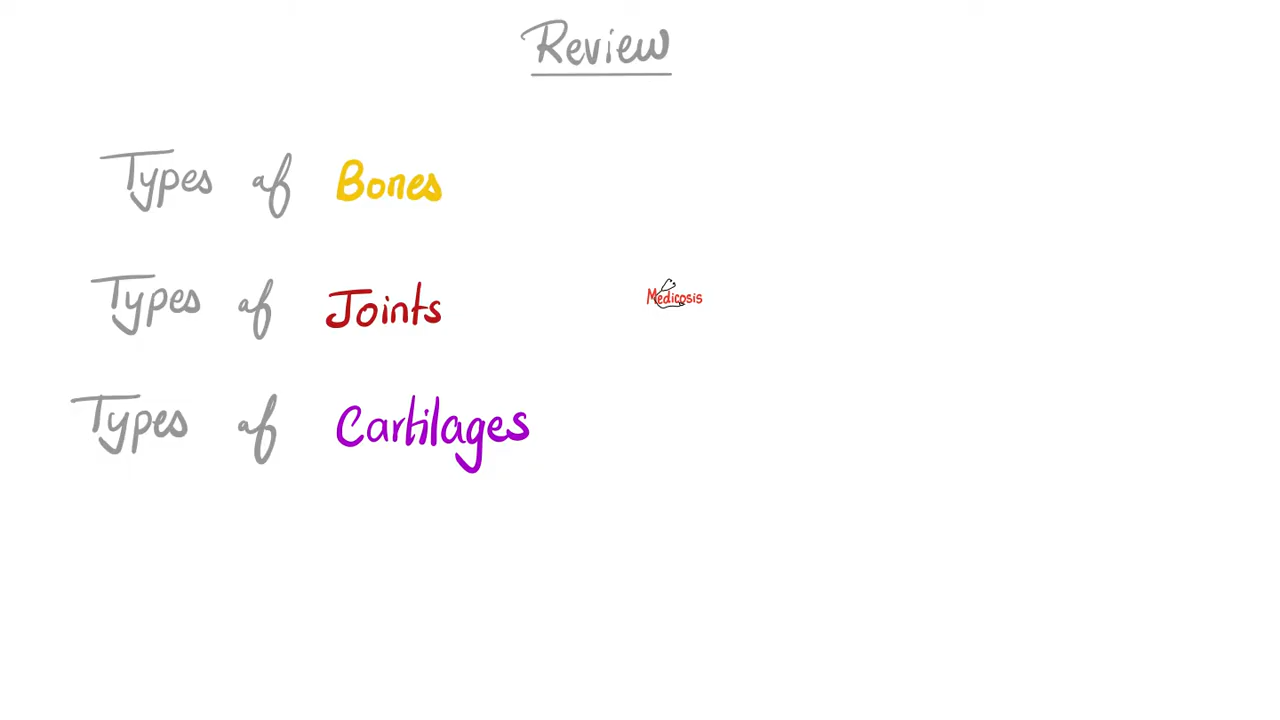 Review
Types of Bones
Types of Joints
Medicosis
Types of Cartilages